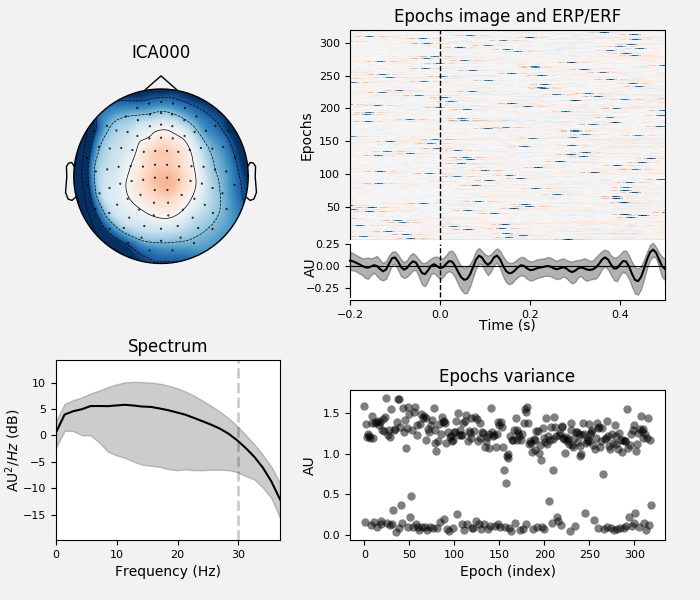 ICA000
Epochs image and ERP/ERF
Epochs
300
250
200
150
100
50
AU
0.25
0.00
−0.25
−0.2 0.0 0.2 0.4
Time (s)
Spectrum
AU²/Hz (dB)
10
5
0
−5
−10
−15
0 10 20 30
Frequency (Hz)
Epochs variance
AU
1.5
1.0
0.5
0.0
0 50 100 150 200 250 300
Epoch (index)